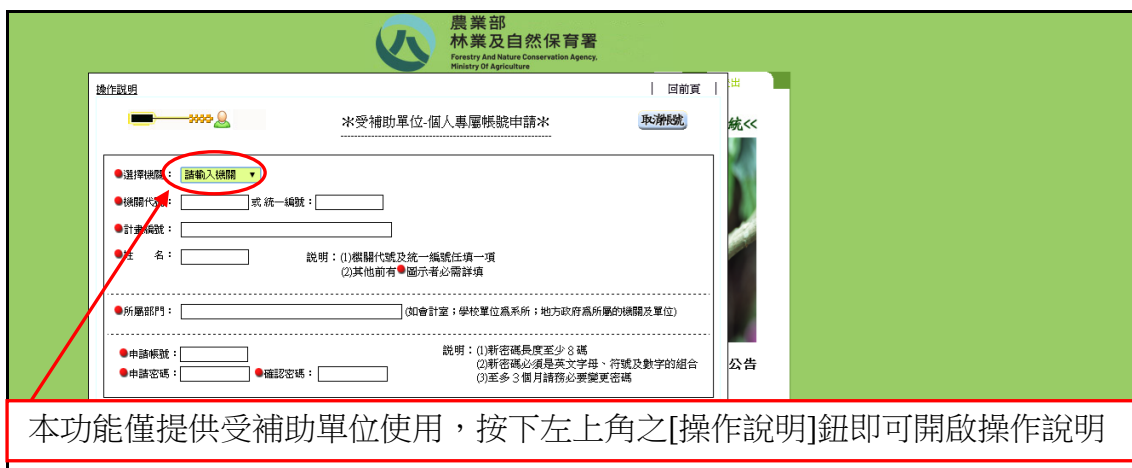 農業部
林業及自然保育署
Forestry And Nature Conservation Agency,
Ministry Of Agriculture
操作說明
｜ 回前頁 ｜
出
※受補助單位-個人專屬帳號申請※
取消帳號
統<<
選擇機關： 請輸入機關
機關代號： 或 統一編號：
計畫編號：
姓 名：
說明：(1)機關代號及統一編號任填一項
(2)其他前有●圖示者必需詳填
所屬部門： (如會計室；學校單位為系所；地方政府為所屬的機關及單位)
申請帳號：
說明：(1)新密碼長度至少８碼
(2)新密碼必須是英文字母、符號及數字的組合
公告
申請密碼： 確認密碼：
(3)至多３個月請務必要變更密碼
本功能僅提供受補助單位使用，按下左上角之[操作說明]鈕即可開啟操作說明